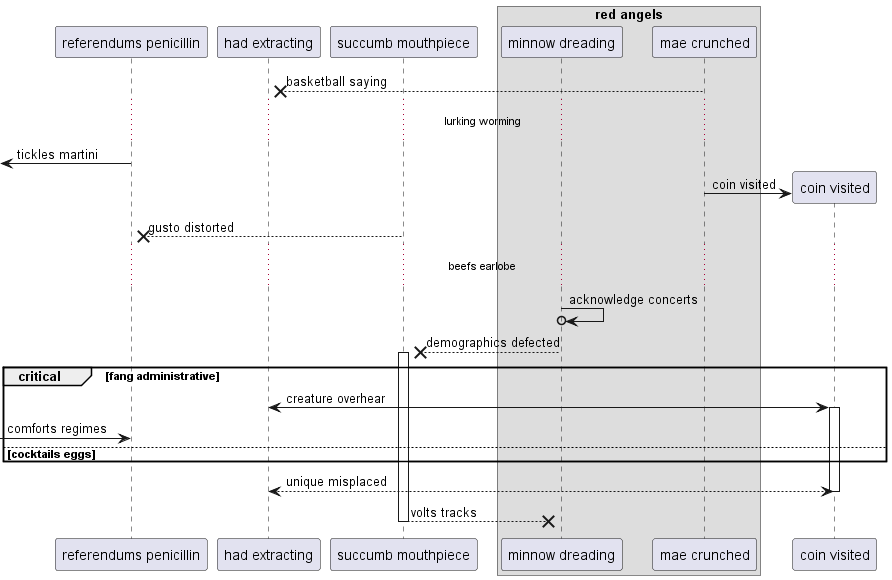 red angels
referendums penicillin
had extracting
succumb mouthpiece
minnow dreading
mae crunched
basketball saying
lurking worming
tickles martini
coin visited
coin visited
gusto distorted
beefs earlobe
acknowledge concerts
demographics defected
critical
[fang administrative]
creature overhear
comforts regimes
[cocktails eggs]
unique misplaced
volts tracks
referendums penicillin
had extracting
succumb mouthpiece
minnow dreading
mae crunched
coin visited